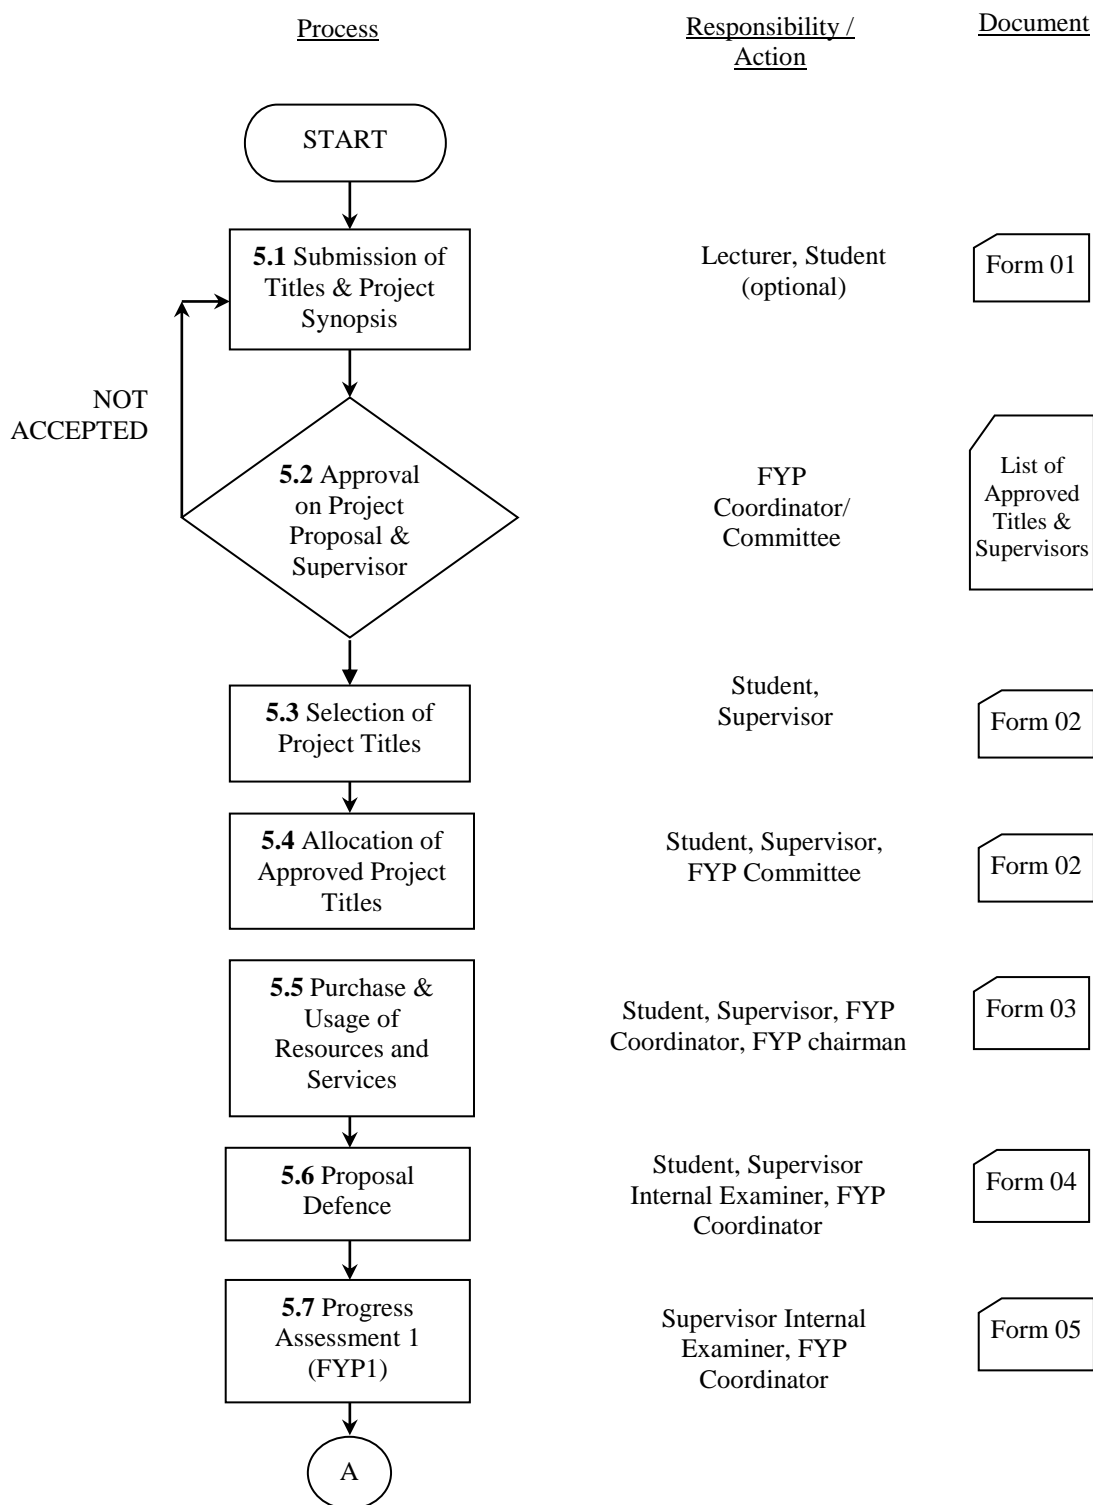 Process
Responsibility /
Action
Document
START
5.1 Submission of
Titles & Project
Synopsis
Lecturer, Student
(optional)
Form 01
NOT
ACCEPTED
5.2 Approval
on Project
Proposal &
Supervisor
FYP
Coordinator/
Committee
List of
Approved
Titles &
Supervisors
5.3 Selection of
Project Titles
Student,
Supervisor
Form 02
5.4 Allocation of
Approved Project
Titles
Student, Supervisor,
FYP Committee
Form 02
5.5 Purchase &
Usage of
Resources and
Services
Student, Supervisor, FYP
Coordinator, FYP chairman
Form 03
5.6 Proposal
Defence
Student, Supervisor
Internal Examiner, FYP
Coordinator
Form 04
5.7 Progress
Assessment 1
(FYP1)
Supervisor Internal
Examiner, FYP
Coordinator
Form 05
A